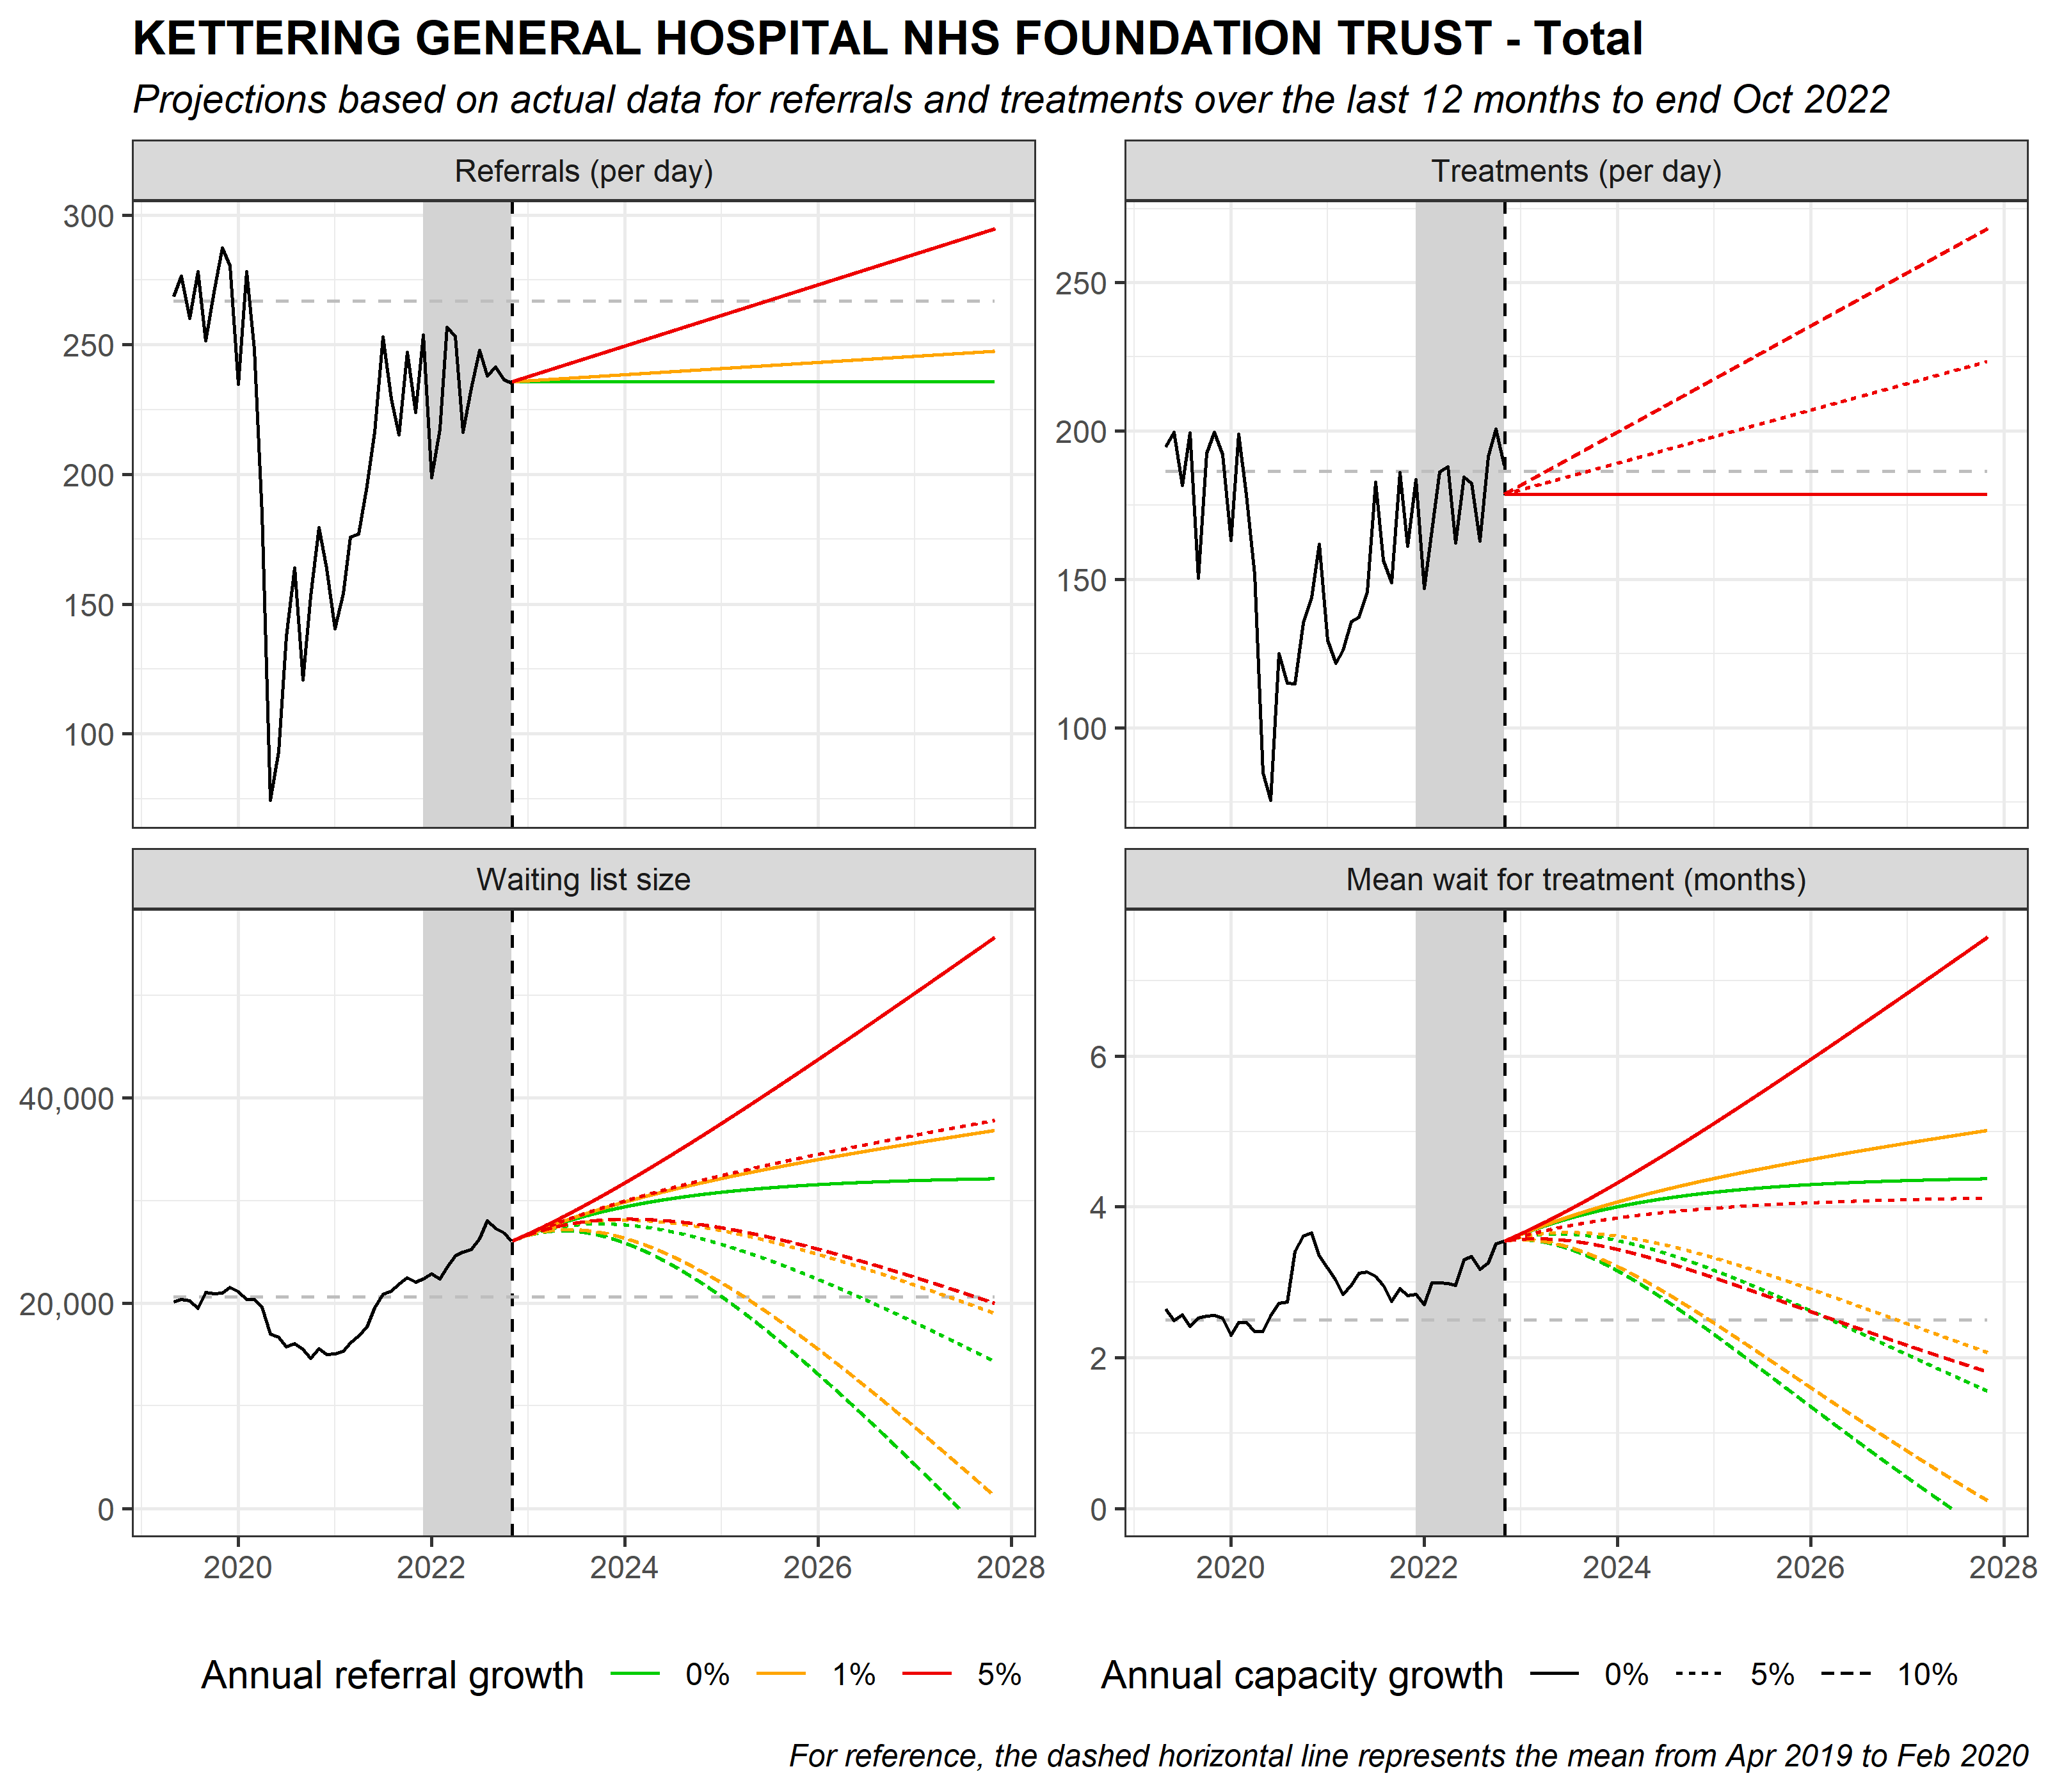 KETTERING GENERAL HOSPITAL NHS FOUNDATION TRUST - Total
Projections based on actual data for referrals and treatments over the last 12 months to end Oct 2022
Referrals (per day)
300
250
200
150
100
Treatments (per day)
250
200
150
100
Waiting list size
40,000
20,000
0
2020 2022 2024 2026 2028
Mean wait for treatment (months)
6
4
2
0
2020 2022 2024 2026 2028
Annual referral growth 0% 1% 5%
Annual capacity growth 0% 5% 10%
For reference, the dashed horizontal line represents the mean from Apr 2019 to Feb 2020